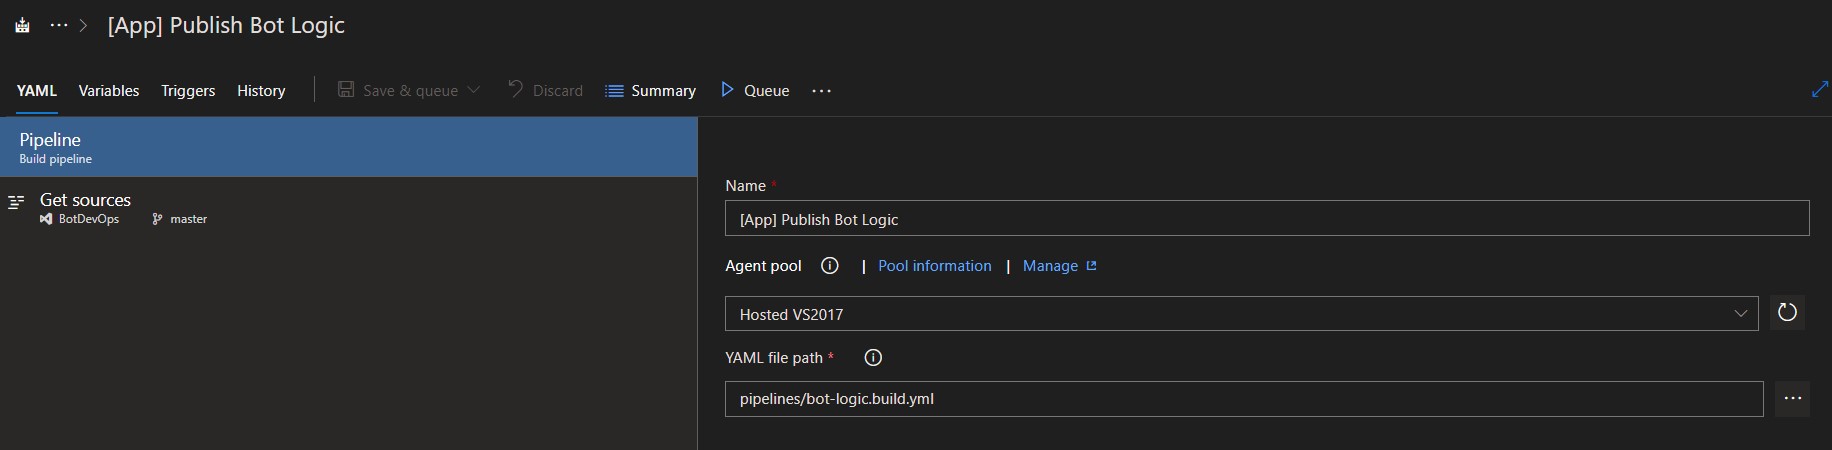 ··· > [App] Publish Bot Logic
YAML Variables Triggers History Save & queue Discard Summary Queue ···
Pipeline
Build pipeline
Get sources
BotDevOps master
Name *
[App] Publish Bot Logic
Agent pool | Pool information | Manage
Hosted VS2017
YAML file path *
pipelines/bot-logic.build.yml ···